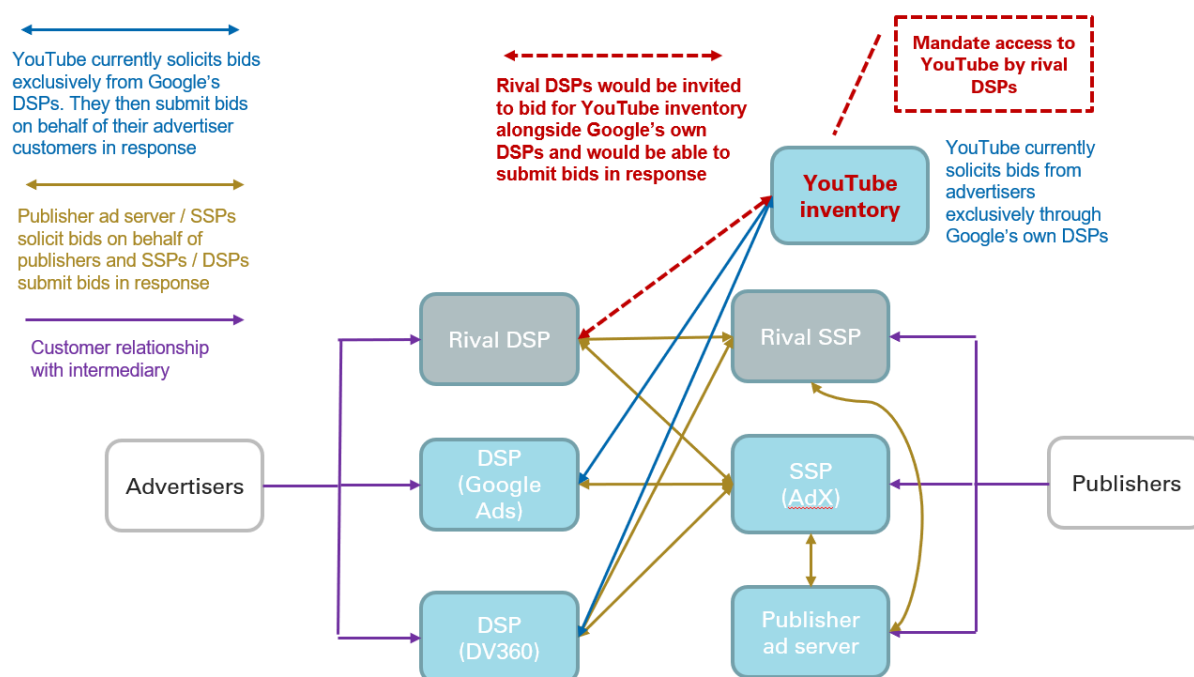 YouTube currently solicits bids
exclusively from Google's
DSPs. They then submit bids
on behalf of their advertiser
customers in response
Publisher ad server / SSPs
solicit bids on behalf of
publishers and SSPs / DSPs
submit bids in response
Customer relationship
with intermediary
Rival DSPs would be invited
to bid for YouTube inventory
alongside Google's own
DSPs and would be able to
submit bids in response
Mandate access to
YouTube by rival
DSPs
YouTube
inventory
YouTube currently
solicits bids from
advertisers
exclusively through
Google's own DSPs
Rival DSP
Rival SSP
Advertisers
DSP
(Google
Ads)
SSP
(AdX)
Publishers
DSP
(DV360)
Publisher
ad server